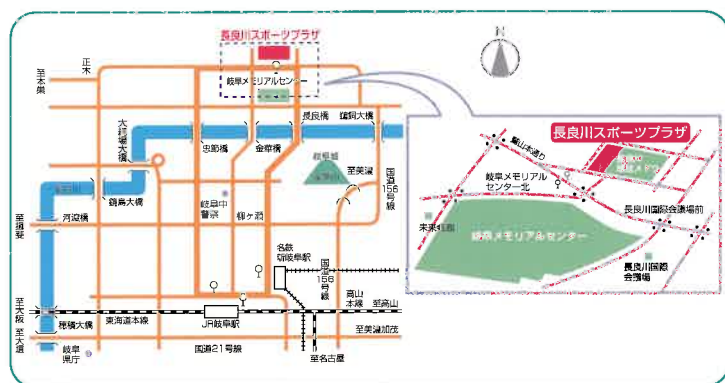 長良川スポーツプラザ
正木
至本巣
岐阜メモリアルセンター
長良橋
鵜飼大橋
大縄場大橋
忠節橋
金華橋
岐阜城
至美濃
国道156号線
鏡島大橋
岐阜中
警察
柳ヶ瀬
至揖斐
河渡橋
名鉄
新岐阜駅
国道156号線
高山
本線
至高山
至大阪
穂積大橋
東海道本線
JR岐阜駅
至大垣
岐阜
県庁
国道21号線
至名古屋
至美濃加茂
長良川スポーツプラザ
鷺山本通り
岐阜メモリアル
センター北
長良川国際会議場前
未来会館
岐阜メモリアルセンター
長良川国際
会議場